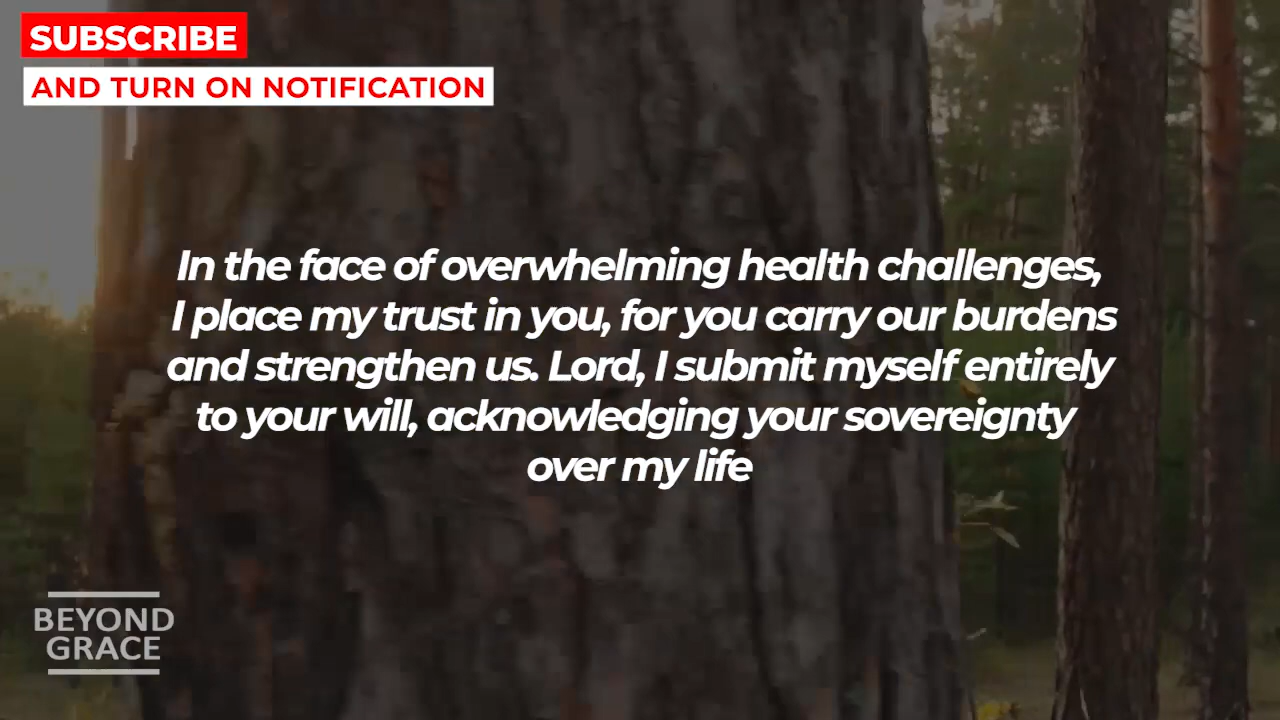 SUBSCRIBE
AND TURN ON NOTIFICATION
In the face of overwhelming health challenges,
I place my trust in you, for you carry our burdens
and strengthen us. Lord, I submit myself entirely
to your will, acknowledging your sovereignty
over my life
BEYOND
GRACE